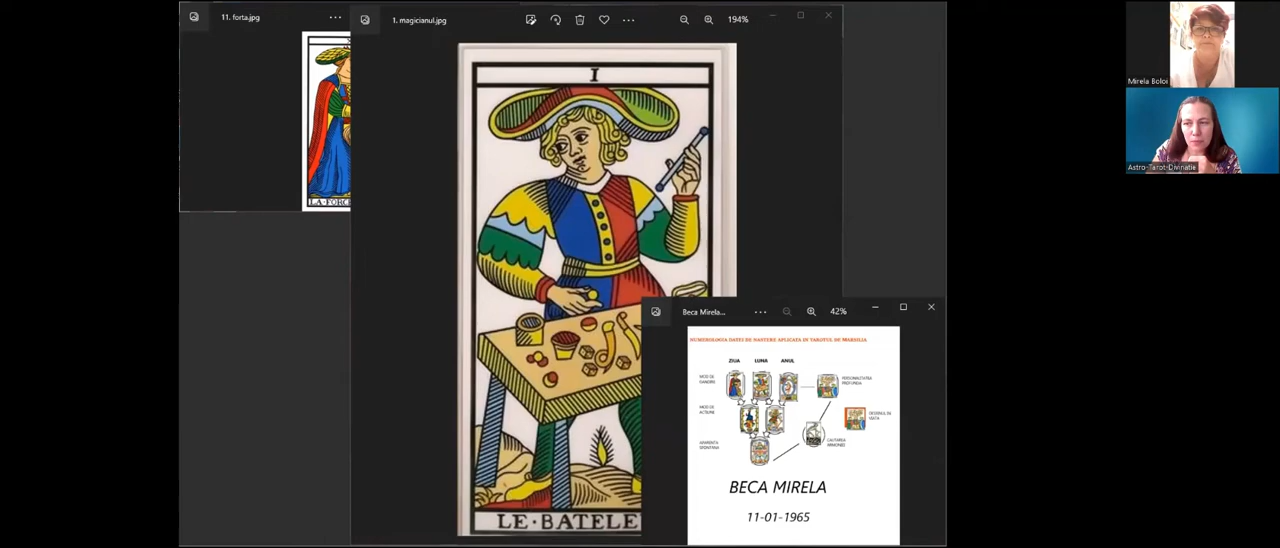 11. forta.jpg
1. magicianul.jpg
194%
I
LA·FORCE
LE·BATELE
Beca Mirela...
42%
NUMEROLOGIA DATEI DE NASTERE APLICATA IN TAROTUL DE MARSILIA
ZIUA LUNA ANUL
MOD DE
GANDIRE
PERSONALITATEA
PROFUNDA
MOD DE
ACTIUNE
DESTINUL IN
VIATA
CAUTAREA
ARMONIEI
APARENTA
SPONTANA
BECA MIRELA
11-01-1965
Mirela Boloi
Astro-Tarot-Divinatie